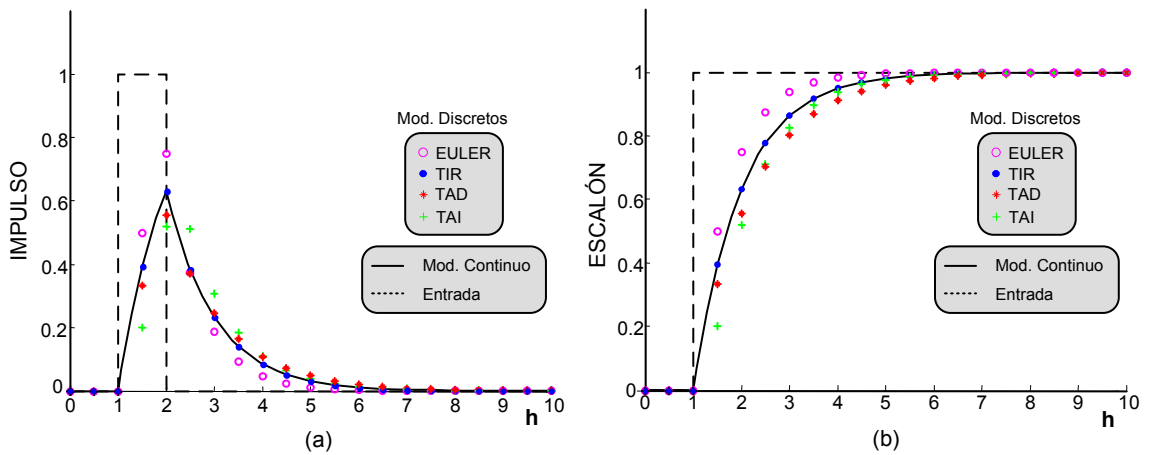 IMPULSO
1
0.8
0.6
0.4
0.2
0
0 1 2 3 4 5 6 7 8 9 10
h
Mod. Discretos
EULER
TIR
TAD
TAI
Mod. Continuo
Entrada
(a)
ESCALÓN
1
0.8
0.6
0.4
0.2
0
0 1 2 3 4 5 6 7 8 9 10
h
Mod. Discretos
EULER
TIR
TAD
TAI
Mod. Continuo
Entrada
(b)